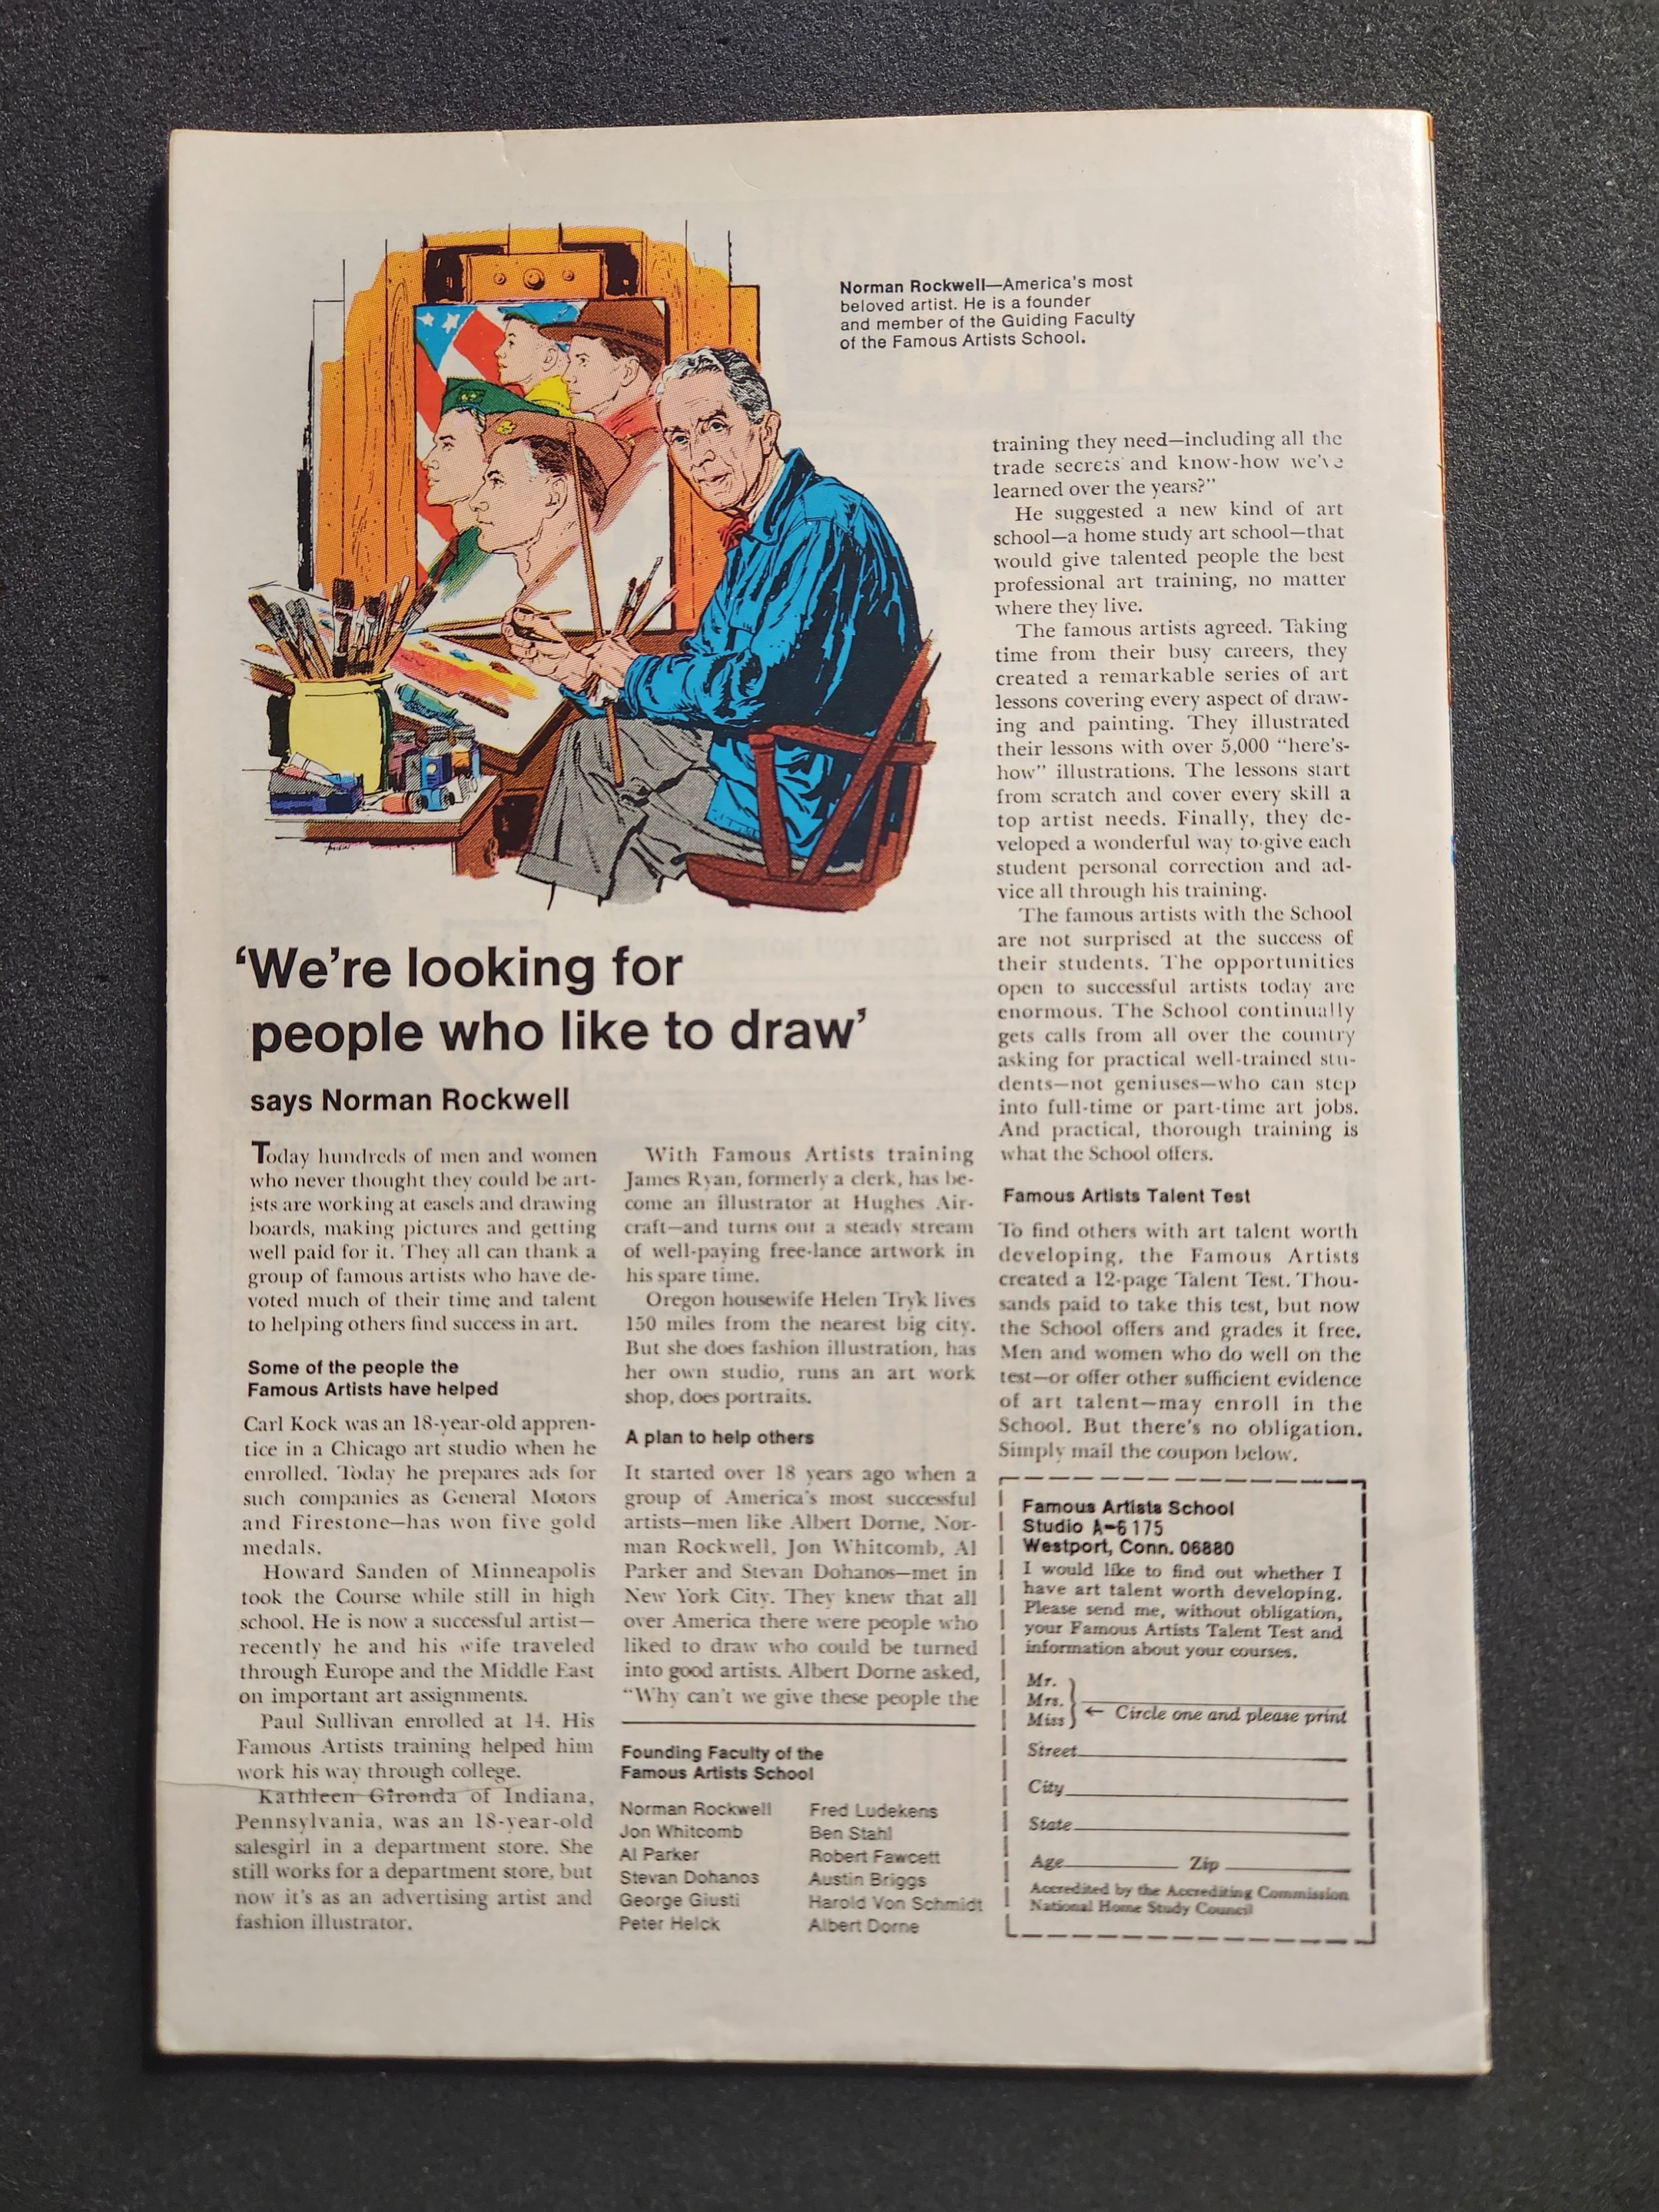 Norman Rockwell—America's most
beloved artist. He is a founder
and member of the Guiding Faculty
of the Famous Artists School.
'We're looking for
people who like to draw'
says Norman Rockwell
Today hundreds of men and women
who never thought they could be art-
ists are working at easels and drawing
boards, making pictures and getting
well paid for it. They all can thank a
group of famous artists who have de-
voted much of their time and talent
to helping others find success in art.
Some of the people the
Famous Artists have helped
Carl Kock was an 18-year-old appren-
tice in a Chicago art studio when he
enrolled. Today he prepares ads for
such companies as General Motors
and Firestone—has won five gold
medals.
Howard Sanden of Minneapolis
took the Course while still in high
school. He is now a successful artist—
recently he and his wife traveled
through Europe and the Middle East
on important art assignments.
Paul Sullivan enrolled at 14. His
Famous Artists training helped him
work his way through college.
Kathleen Gironda of Indiana,
Pennsylvania, was an 18-year-old
salesgirl in a department store. She
still works for a department store, but
now it's as an advertising artist and
fashion illustrator.
With Famous Artists training
James Ryan, formerly a clerk, has be-
come an illustrator at Hughes Air-
craft—and turns out a steady stream
of well-paying free-lance artwork in
his spare time.
Oregon housewife Helen Tryk lives
150 miles from the nearest big city.
But she does fashion illustration, has
her own studio, runs an art work
shop, does portraits.
A plan to help others
It started over 18 years ago when a
group of America's most successful
artists—men like Albert Dorne, Nor-
man Rockwell, Jon Whitcomb, Al
Parker and Stevan Dohanos—met in
New York City. They knew that all
over America there were people who
liked to draw who could be turned
into good artists. Albert Dorne asked,
"Why can't we give these people the
training they need—including all the
trade secrets and know-how we've
learned over the years?"
He suggested a new kind of art
school—a home study art school—that
would give talented people the best
professional art training, no matter
where they live.
The famous artists agreed. Taking
time from their busy careers, they
created a remarkable series of art
lessons covering every aspect of draw-
ing and painting. They illustrated
their lessons with over 5,000 "here's-
how" illustrations. The lessons start
from scratch and cover every skill a
top artist needs. Finally, they de-
veloped a wonderful way to give each
student personal correction and ad-
vice all through his training.
The famous artists with the School
are not surprised at the success of
their students. The opportunities
open to successful artists today are
enormous. The School continually
gets calls from all over the country
asking for practical well-trained stu-
dents—not geniuses—who can step
into full-time or part-time art jobs.
And practical, thorough training is
what the School offers.
Famous Artists Talent Test
To find others with art talent worth
developing, the Famous Artists
created a 12-page Talent Test. Thou-
sands paid to take this test, but now
the School offers and grades it free.
Men and women who do well on the
test—or offer other sufficient evidence
of art talent—may enroll in the
School. But there's no obligation.
Simply mail the coupon below.
Founding Faculty of the
Famous Artists School
Norman Rockwell
Jon Whitcomb
Al Parker
Stevan Dohanos
George Giusti
Peter Helck
Fred Ludekens
Ben Stahl
Robert Fawcett
Austin Briggs
Harold Von Schmidt
Albert Dorne
Famous Artists School
Studio A-6175
Westport, Conn. 06880
I would like to find out whether I
have art talent worth developing.
Please send me, without obligation,
your Famous Artists Talent Test and
information about your courses.
Mr.
Mrs.
Miss
← Circle one and please print
Street
City
State
Age Zip
Accredited by the Accrediting Commission
National Home Study Council